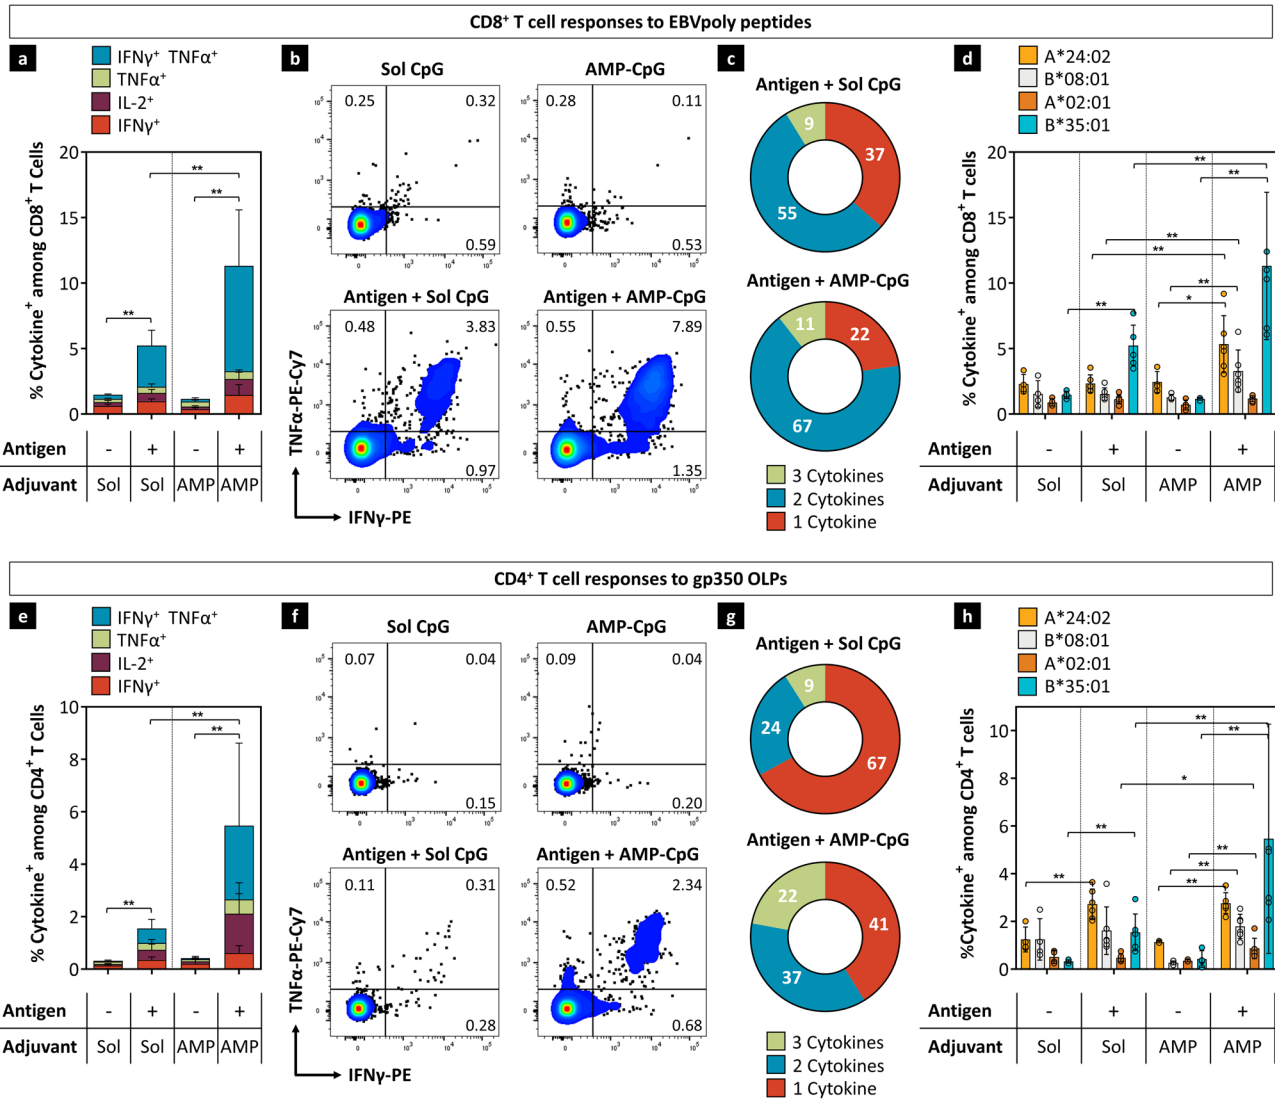 CD8⁺ T cell responses to EBVpoly peptides
a
IFNγ⁺ TNFα⁺
TNFα⁺
IL-2⁺
IFNγ⁺
% Cytokine⁺ among CD8⁺ T Cells
20
15
10
5
0
**
**
**
Antigen - + - +
Adjuvant Sol Sol AMP AMP
b
Sol CpG
0.25 0.32
0.59
AMP-CpG
0.28 0.11
0.53
Antigen + Sol CpG
0.48 3.83
0.97
Antigen + AMP-CpG
0.55 7.89
1.35
TNFα-PE-Cy7
IFNγ-PE
c
Antigen + Sol CpG
9
37
55
Antigen + AMP-CpG
11
22
67
3 Cytokines
2 Cytokines
1 Cytokine
d
A*24:02
B*08:01
A*02:01
B*35:01
% Cytokine⁺ among CD8⁺ T cells
20
15
10
5
0
**
**
**
**
**
**
*
Antigen - + - +
Adjuvant Sol Sol AMP AMP
CD4⁺ T cell responses to gp350 OLPs
e
IFNγ⁺ TNFα⁺
TNFα⁺
IL-2⁺
IFNγ⁺
% Cytokine⁺ among CD4⁺ T Cells
10
8
6
4
2
0
**
**
**
Antigen - + - +
Adjuvant Sol Sol AMP AMP
f
Sol CpG
0.07 0.04
0.15
AMP-CpG
0.09 0.04
0.20
Antigen + Sol CpG
0.11 0.31
0.28
Antigen + AMP-CpG
0.52 2.34
0.68
TNFα-PE-Cy7
IFNγ-PE
g
Antigen + Sol CpG
9
24
67
Antigen + AMP-CpG
22
41
37
3 Cytokines
2 Cytokines
1 Cytokine
h
A*24:02
B*08:01
A*02:01
B*35:01
%Cytokine⁺ among CD4⁺ T cells
10
8
6
4
2
0
**
**
*
**
**
**
**
**
Antigen - + - +
Adjuvant Sol Sol AMP AMP